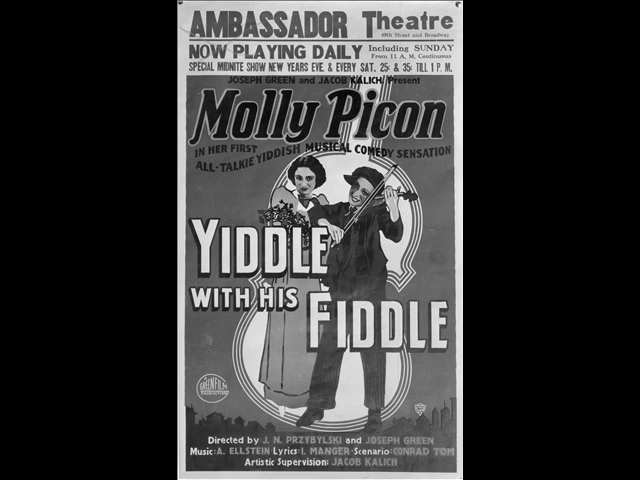 AMBASSADOR Theatre
49th Street and Broadway
NOW PLAYING DAILY Including SUNDAY
From 11 A, M, Continuous
SPECIAL MIDNITE SHOW NEW YEARS EVE. & EVERY SAT. 25¢ & 35¢ TILL 1 P. M.
JOSEPH GREEN and JACOB KALICH Present
Molly Picon
IN HER FIRST MUSICAL COMEDY SENSATION
ALL-TALKIE YIDDISH
YIDDLE
WITH HIS
FIDDLE
A
GREENFILM
PRODUCTION
Directed by J. N. PRZYBYLSKI and JOSEPH GREEN
Music: A. ELLSTEIN Lyrics: I. MANGER - Scenario: CONRAD TOM
Artistic Supervision: JACOB KALICH